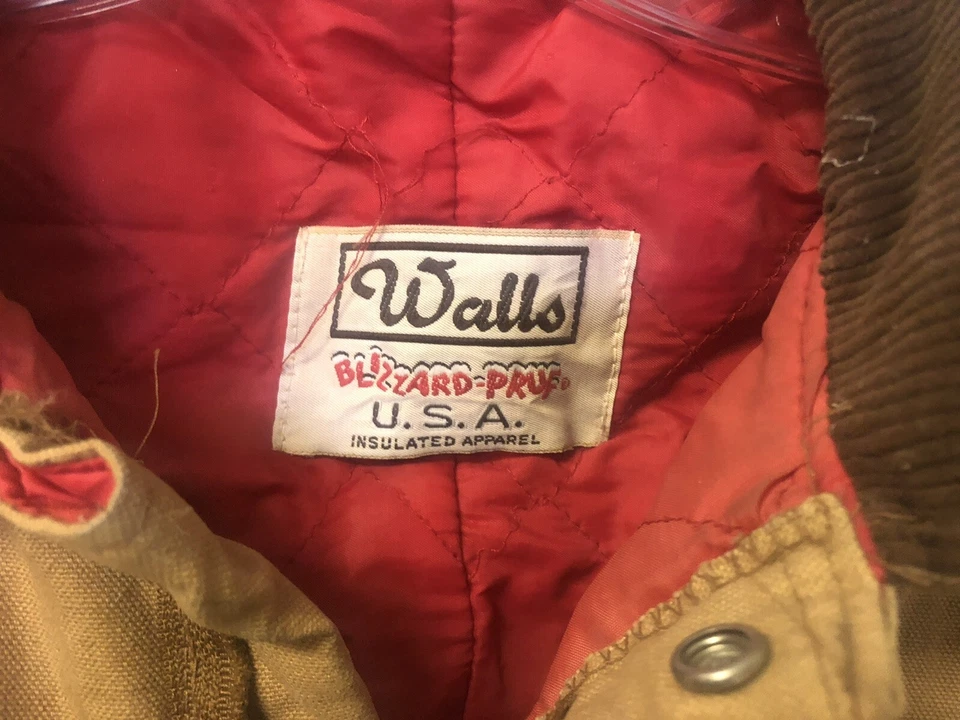 Walls
BLIZZARD-PRUF®
U.S.A.
INSULATED APPAREL